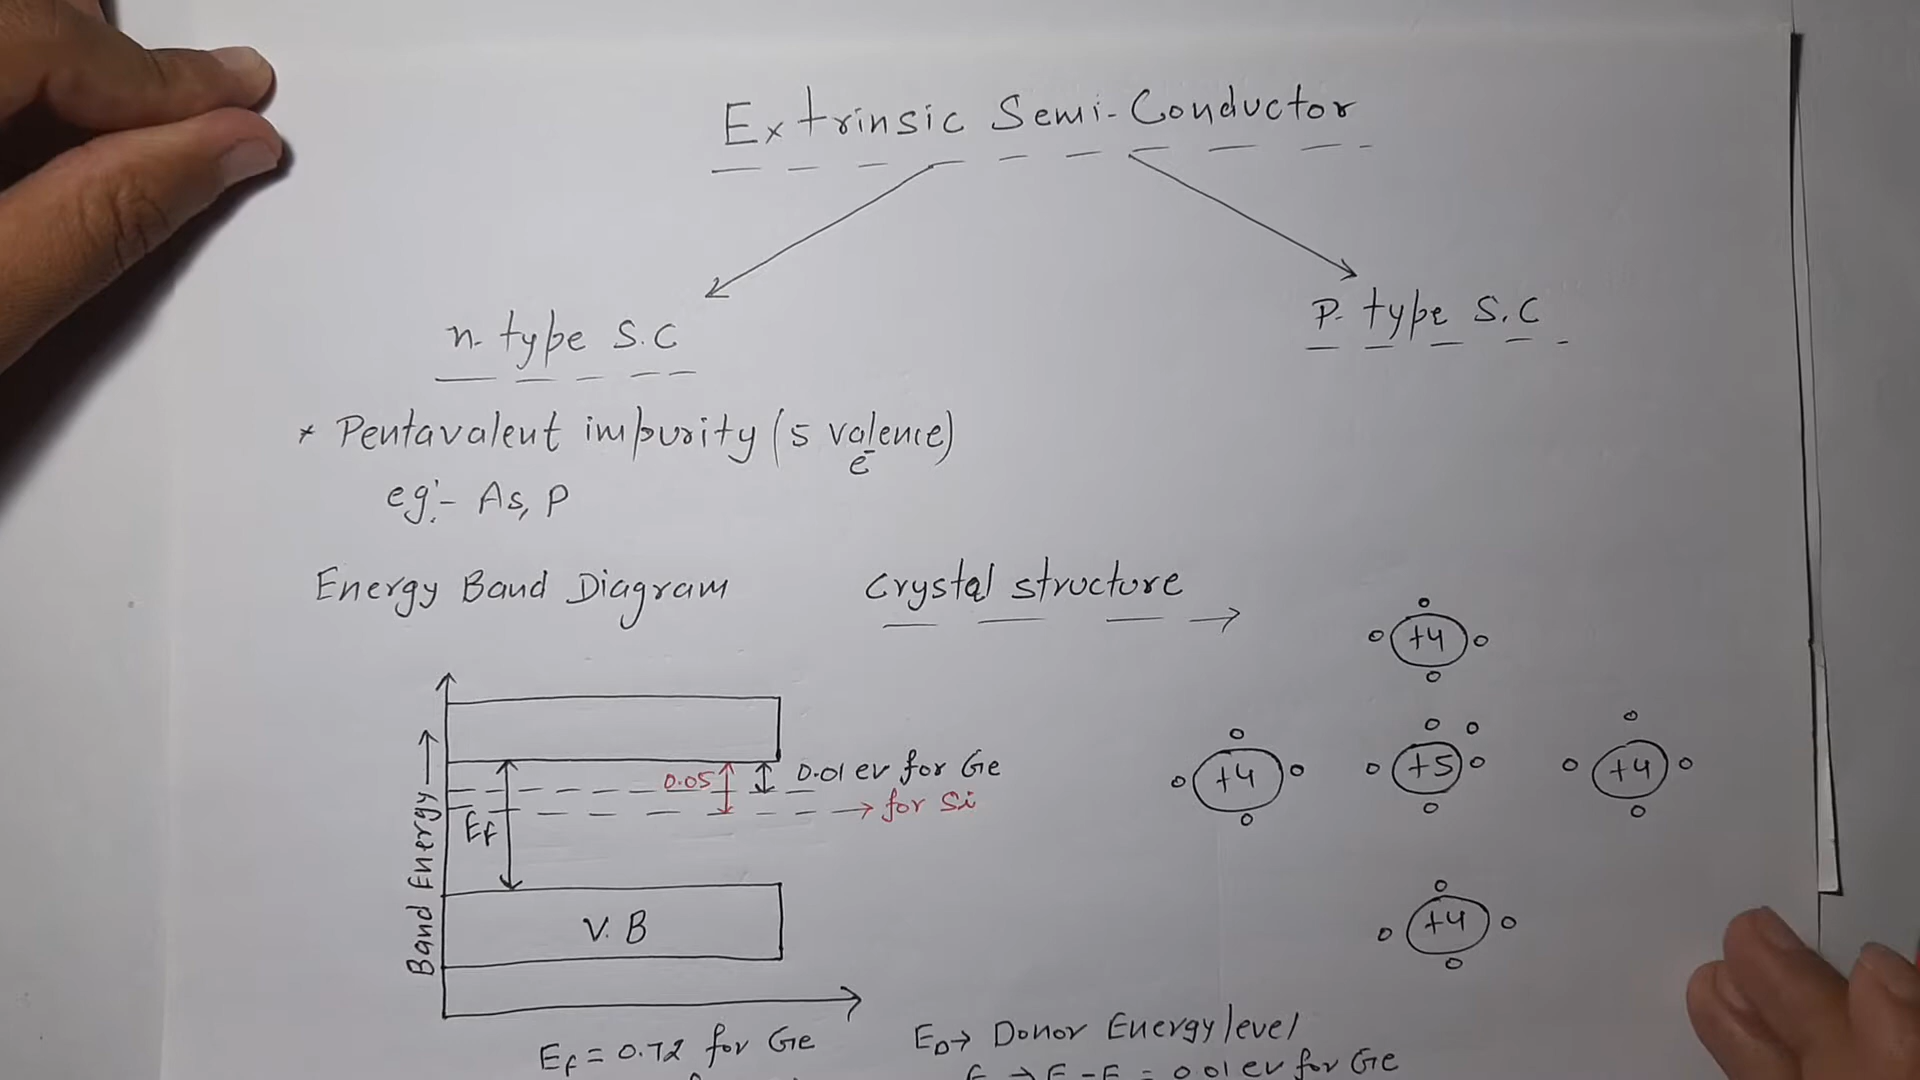 Extrinsic Semi-Conductor
n-type S.C
P-type S.C
* Pentavalent impurity (5 valence)
e-
eg:- As, P
Energy Band Diagram
Crystal structure
+4
+4
+5
+4
+4
0.05
0.01 ev for Ge
for Si
Ef
Band Energy
V.B
Ef = 0.72 for Ge
ED→ Donor Energy level
= 0.01 ev for Ge